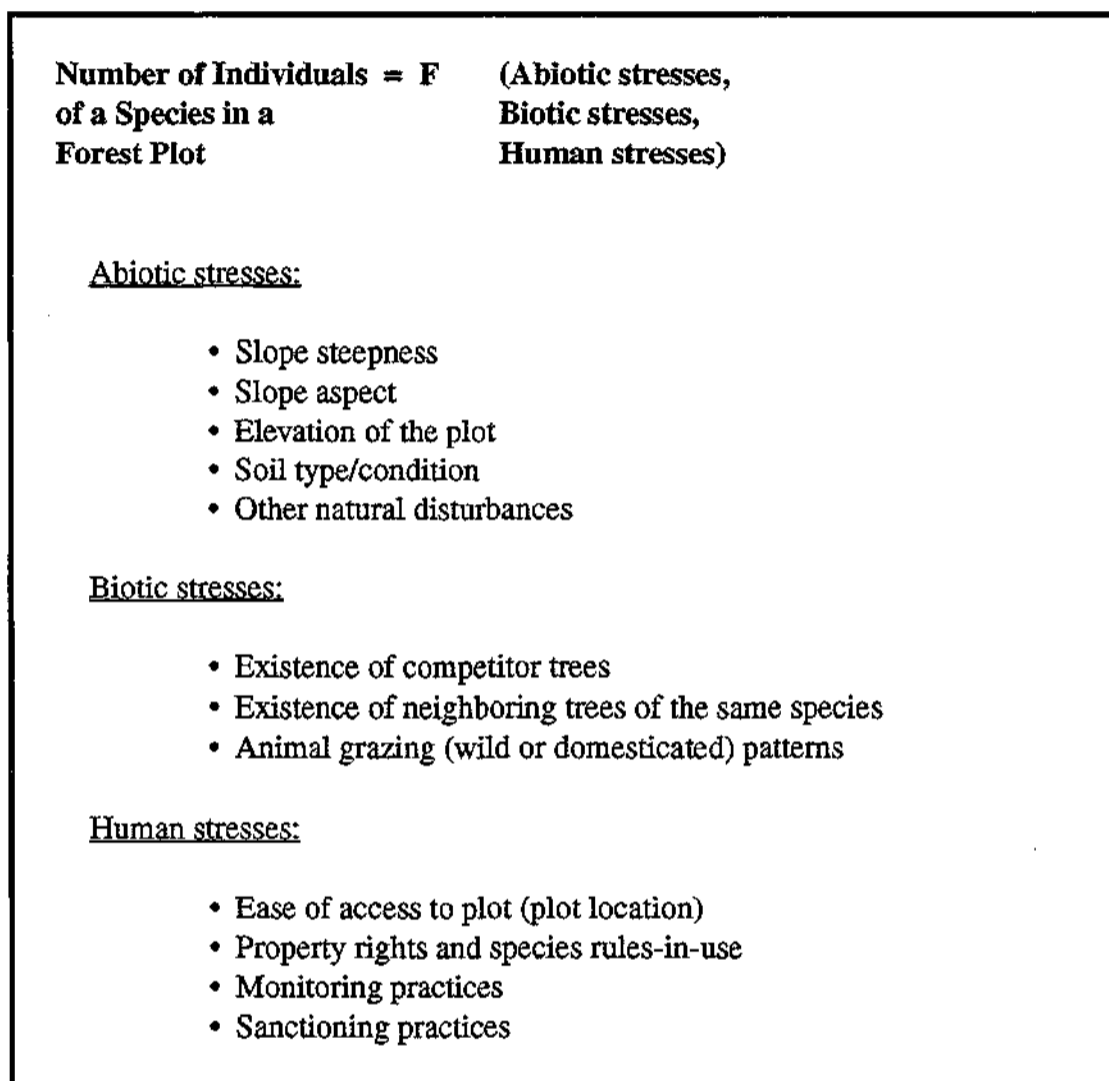 Number of Individuals = F (Abiotic stresses,
of a Species in a Biotic stresses,
Forest Plot Human stresses)
Abiotic stresses:
• Slope steepness
• Slope aspect
• Elevation of the plot
• Soil type/condition
• Other natural disturbances
Biotic stresses:
• Existence of competitor trees
• Existence of neighboring trees of the same species
• Animal grazing (wild or domesticated) patterns
Human stresses:
• Ease of access to plot (plot location)
• Property rights and species rules-in-use
• Monitoring practices
• Sanctioning practices